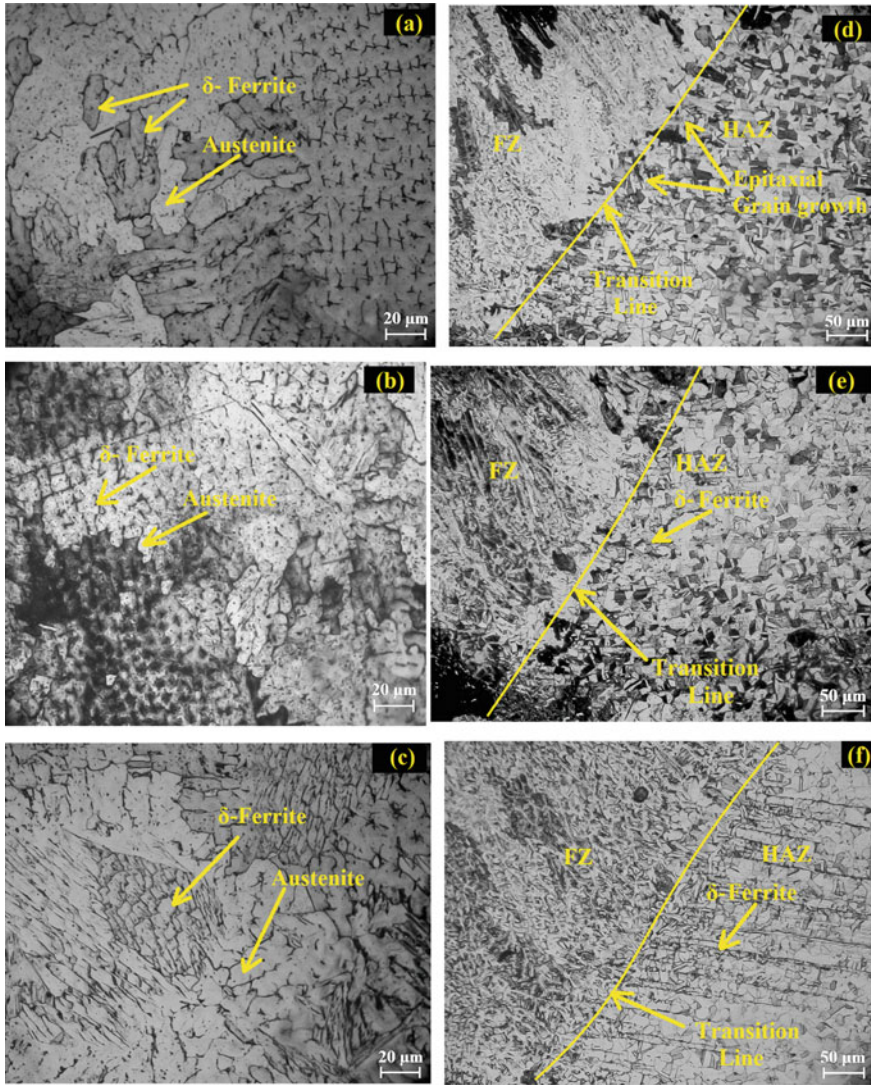 (a)
δ- Ferrite
Austenite
20 µm
(d)
FZ
HAZ
Epitaxial
Grain growth
Transition
Line
50 µm
(b)
δ- Ferrite
Austenite
20 µm
(e)
FZ
HAZ
δ-Ferrite
Transition
Line
50 µm
(c)
δ-Ferrite
Austenite
20 µm
(f)
FZ
HAZ
δ-Ferrite
Transition
Line
50 µm